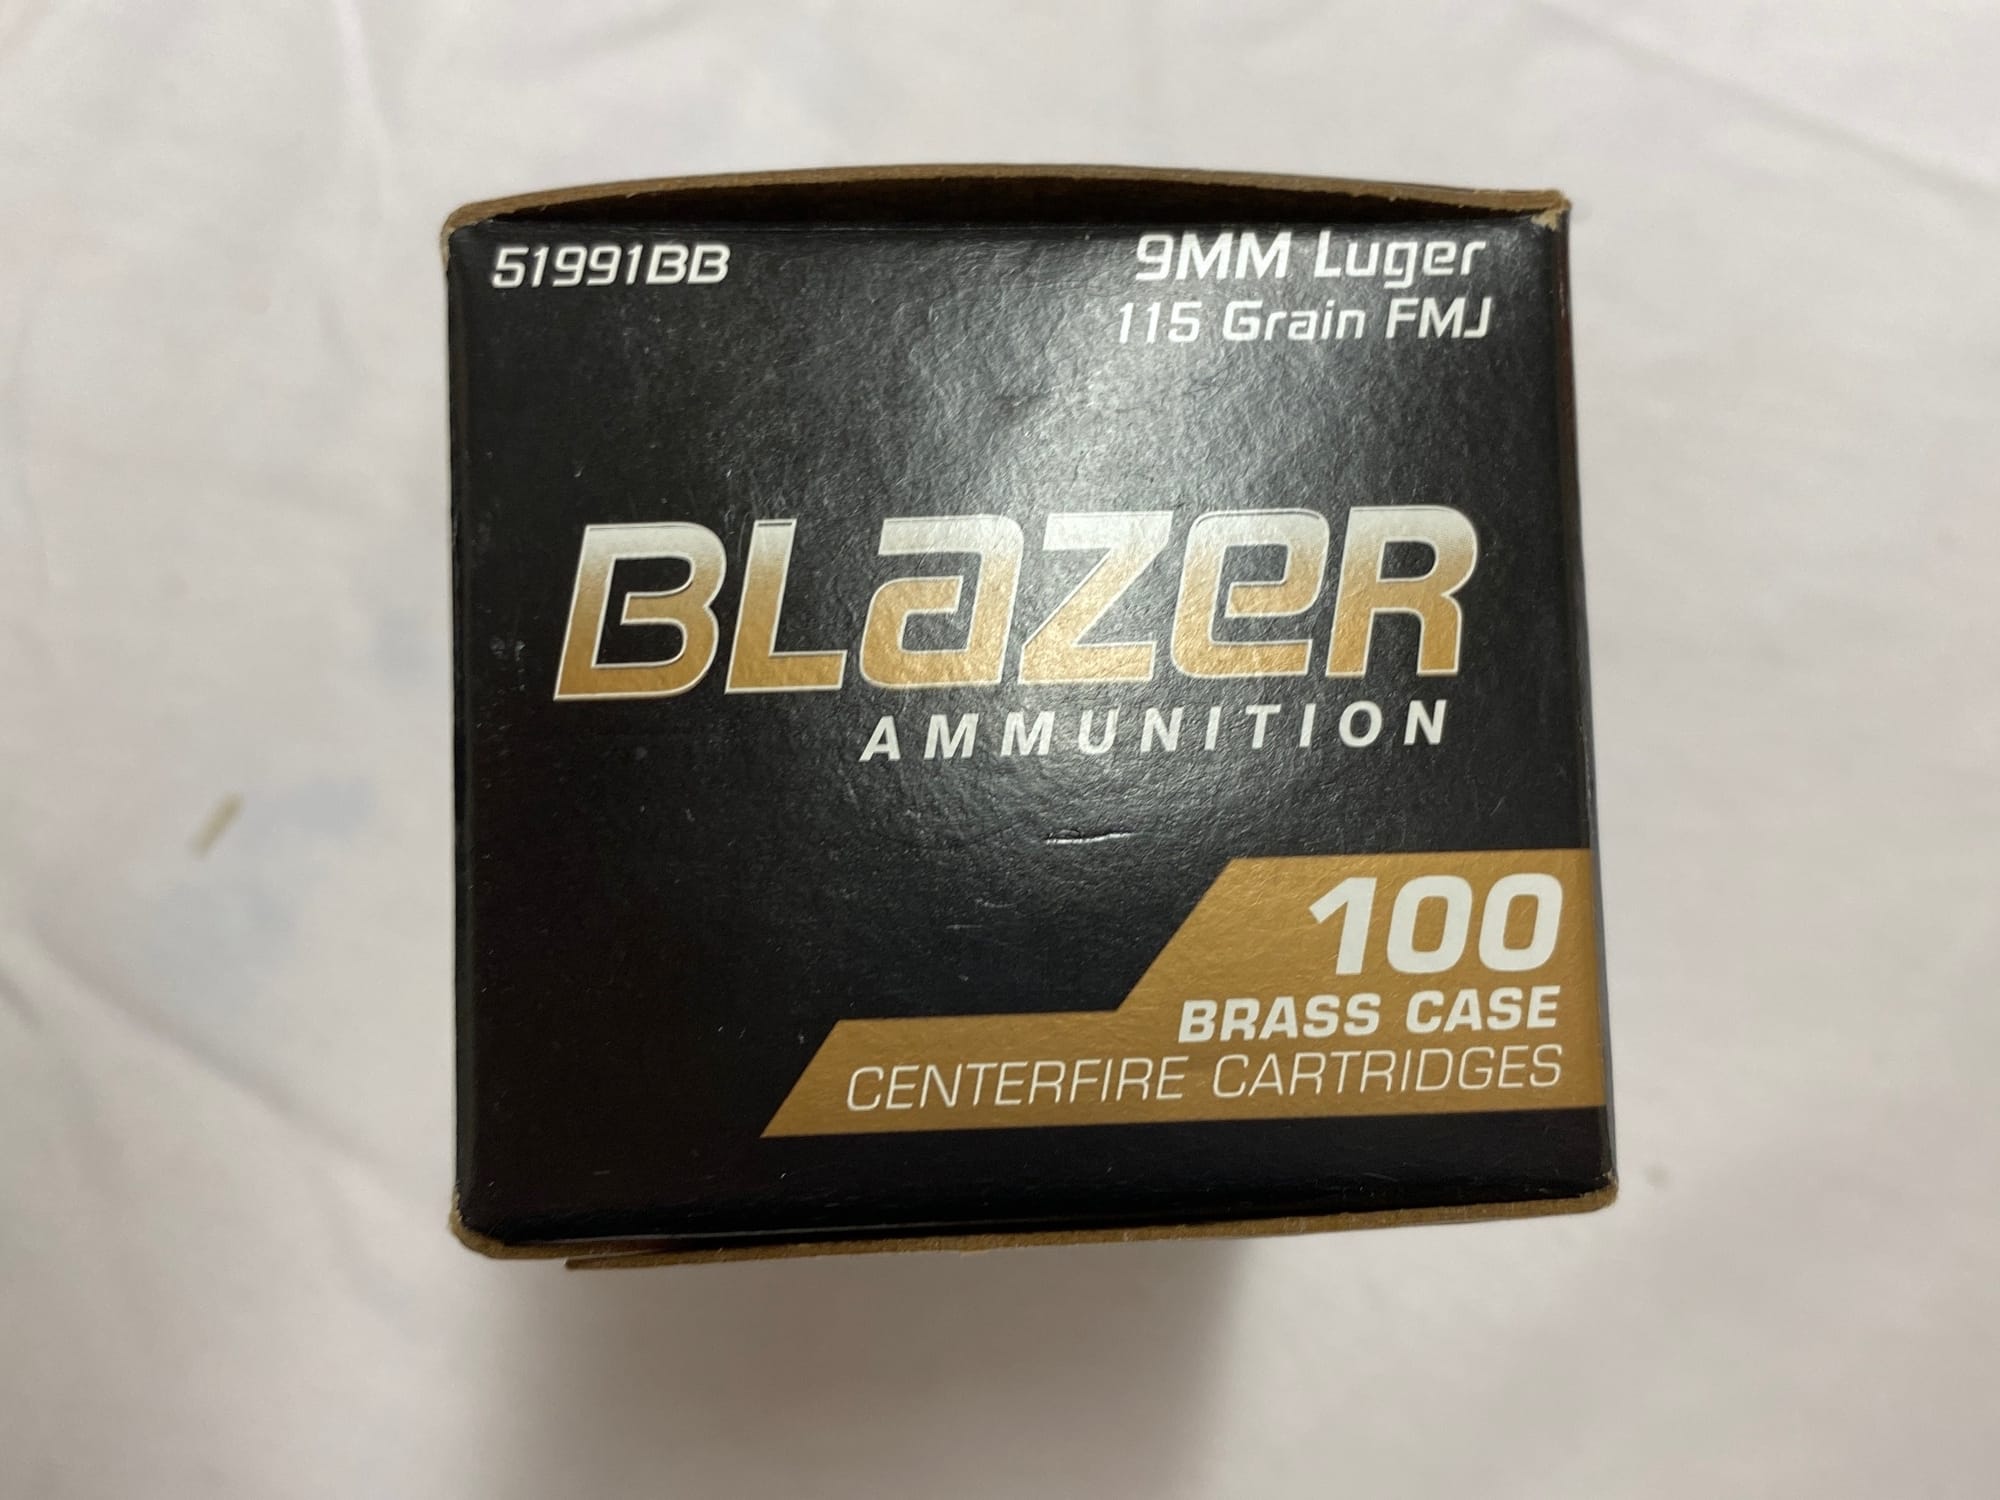 51991BB
9MM Luger
115 Grain FMJ
BLaZeR
AMMUNITION
100
BRASS CASE
CENTERFIRE CARTRIDGES